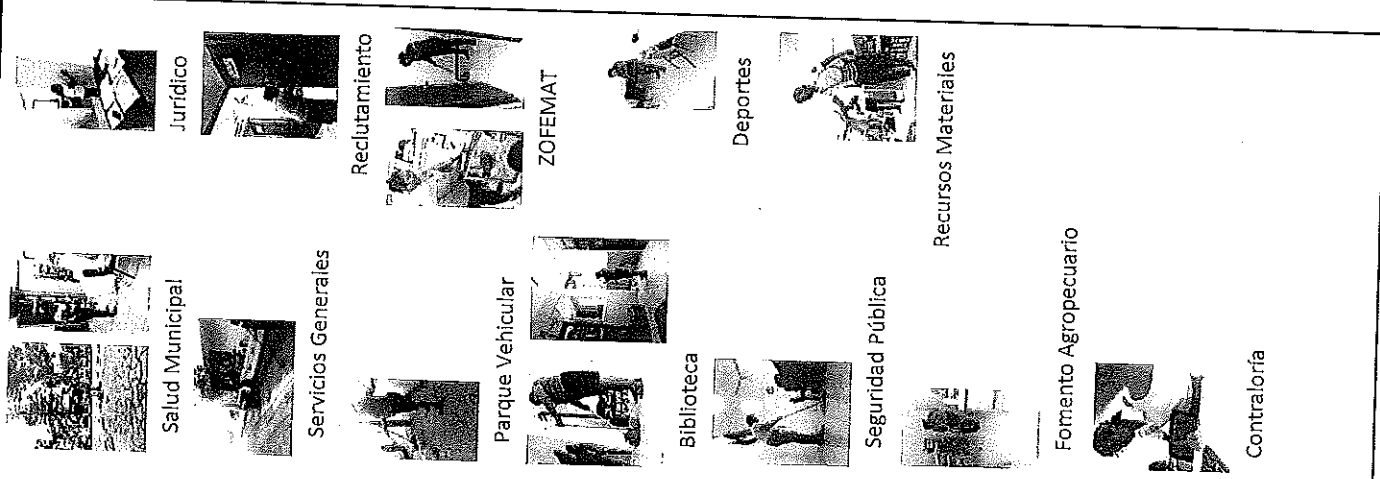 Salud Municipal
Servicios Generales
Parque Vehicular
Biblioteca
Seguridad Pública
Fomento Agropecuario
Contraloría
Jurídico
Reclutamiento
ZOFEMAT
Deportes
Recursos Materiales